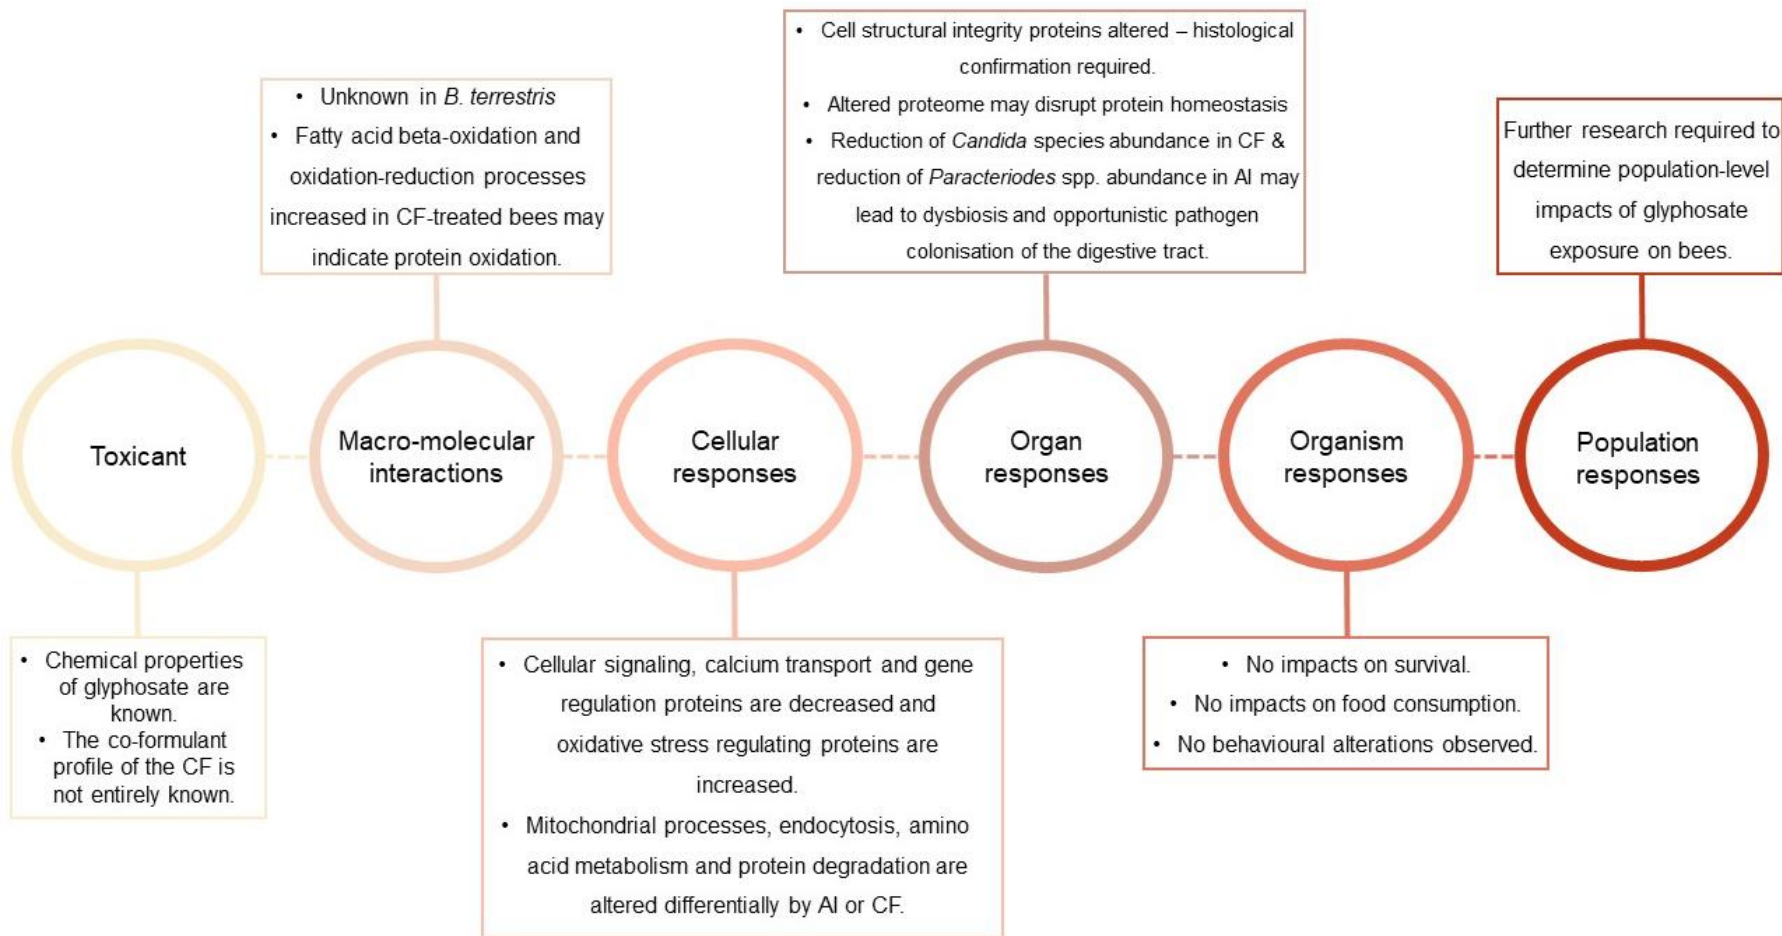 • Unknown in B. terrestris
• Fatty acid beta-oxidation and
oxidation-reduction processes
increased in CF-treated bees may
indicate protein oxidation.
• Cell structural integrity proteins altered – histological
confirmation required.
• Altered proteome may disrupt protein homeostasis
• Reduction of Candida species abundance in CF &
reduction of Paracteriodes spp. abundance in AI may
lead to dysbiosis and opportunistic pathogen
colonisation of the digestive tract.
Further research required to
determine population-level
impacts of glyphosate
exposure on bees.
Toxicant
Macro-molecular
interactions
Cellular
responses
Organ
responses
Organism
responses
Population
responses
• Chemical properties
of glyphosate are
known.
• The co-formulant
profile of the CF is
not entirely known.
• Cellular signaling, calcium transport and gene
regulation proteins are decreased and
oxidative stress regulating proteins are
increased.
• Mitochondrial processes, endocytosis, amino
acid metabolism and protein degradation are
altered differentially by AI or CF.
• No impacts on survival.
• No impacts on food consumption.
• No behavioural alterations observed.